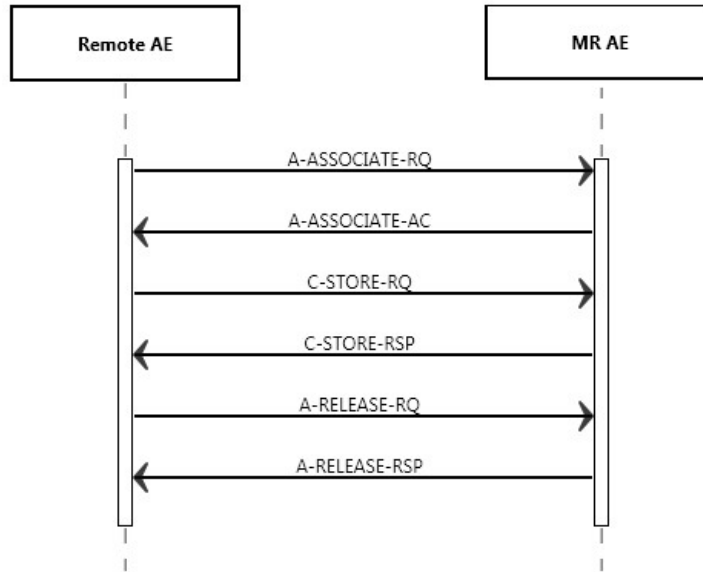 Remote AE
MR AE
A-ASSOCIATE-RQ
A-ASSOCIATE-AC
C-STORE-RQ
C-STORE-RSP
A-RELEASE-RQ
A-RELEASE-RSP